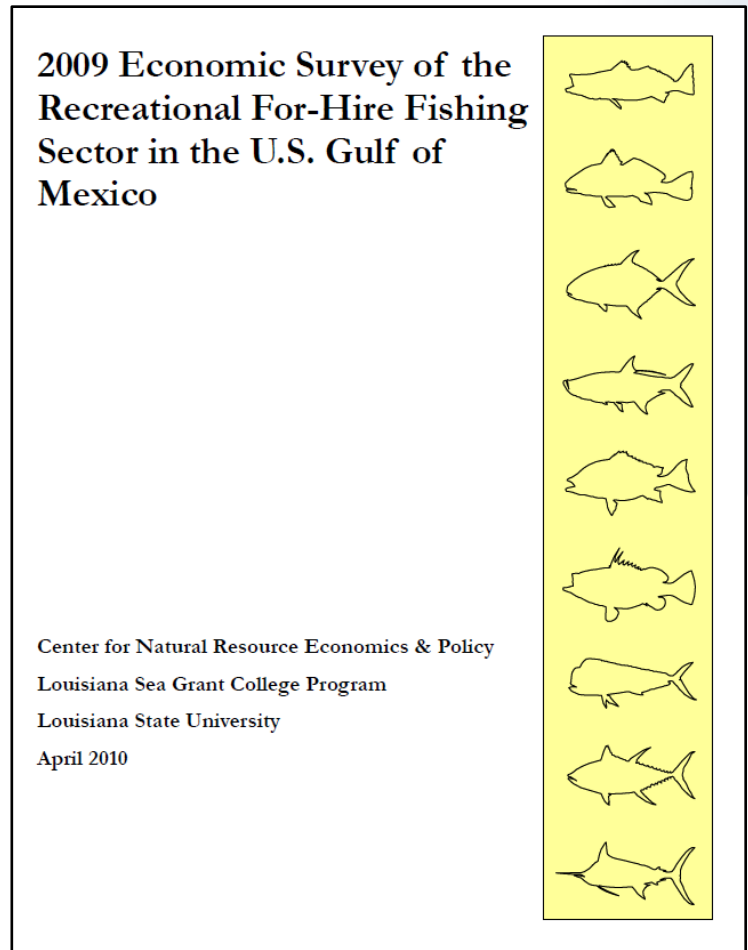 2009 Economic Survey of the
Recreational For-Hire Fishing
Sector in the U.S. Gulf of
Mexico
Center for Natural Resource Economics & Policy
Louisiana Sea Grant College Program
Louisiana State University
April 2010